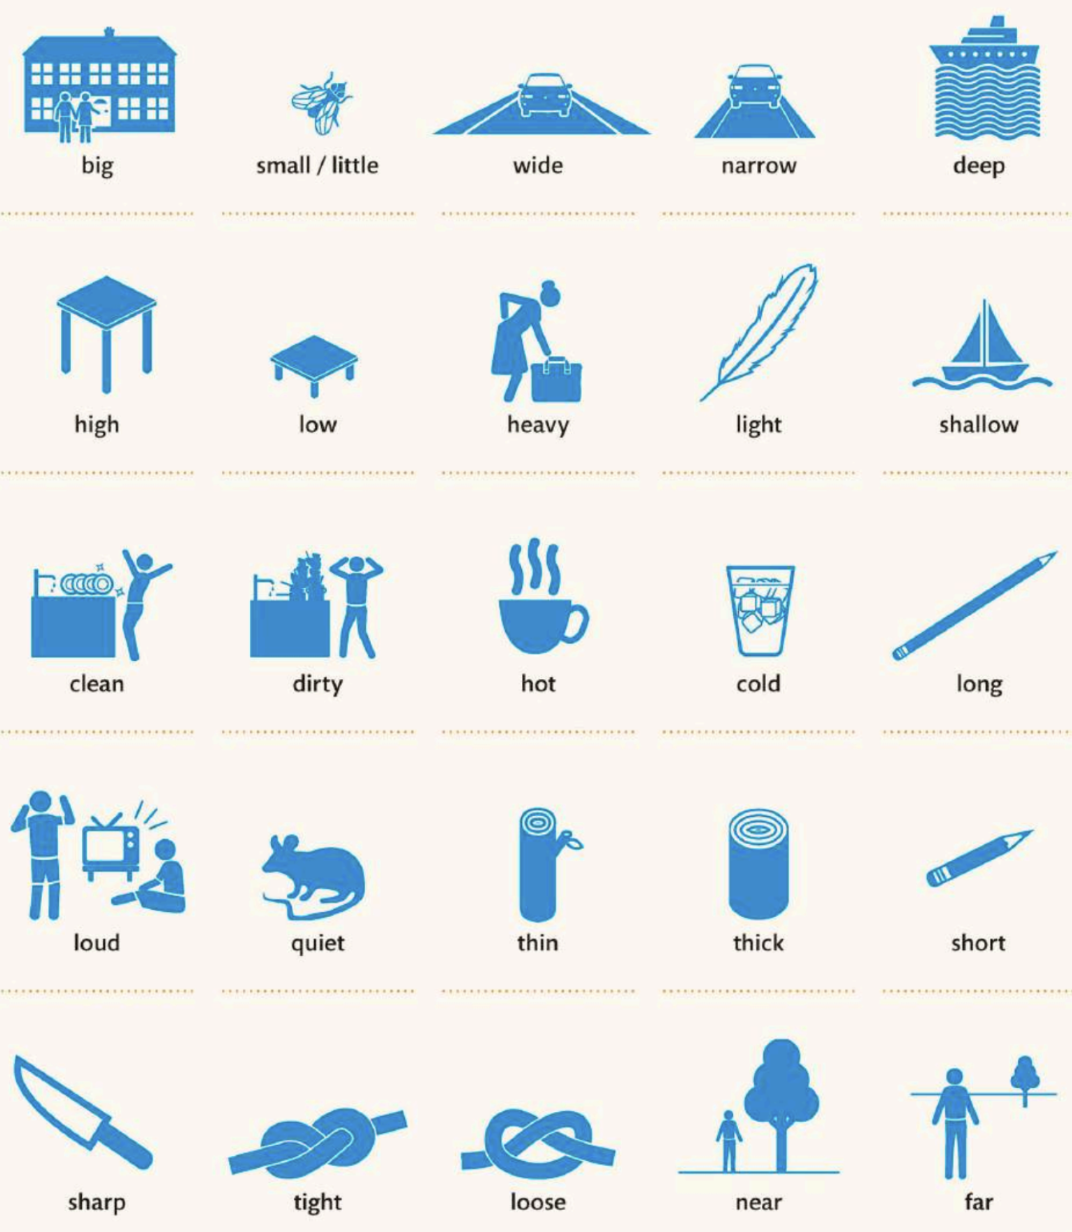 big
small / little
wide
narrow
deep
high
low
heavy
light
shallow
clean
dirty
hot
cold
long
loud
quiet
thin
thick
short
sharp
tight
loose
near
far